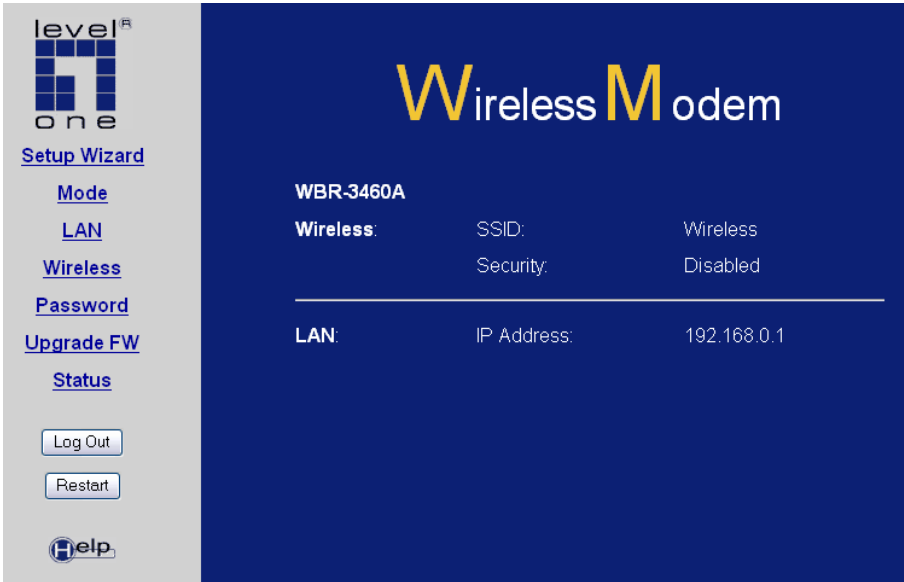 level®
one
Setup Wizard
Mode
LAN
Wireless
Password
Upgrade FW
Status
Log Out
Restart
Help
Wireless Modem
WBR-3460A
Wireless: SSID: Wireless
Security: Disabled
LAN: IP Address: 192.168.0.1